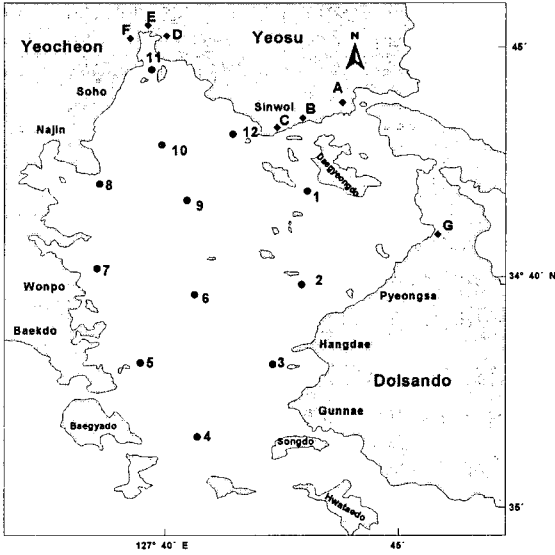 E
F
D
45'
Yeocheon
Yeosu
N
11
Soho
A
Sinwol
B
C
Najin
12
10
Daegyeongdo
8
1
9
G
7
34° 40' N
Wonpo
2
6
Pyeongsa
Baekdo
Hangdae
5
3
Dolsando
Gunnae
Baegyado
4
Songdo
Hwataedo
35'
127° 40' E
45'